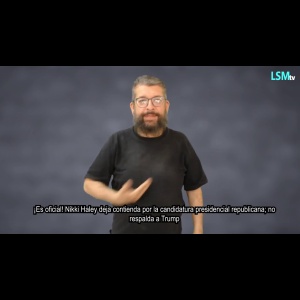 LSMtv
¡Es oficial! Nikki Haley deja contienda por la candidatura presidencial republicana; no
respalda a Trump